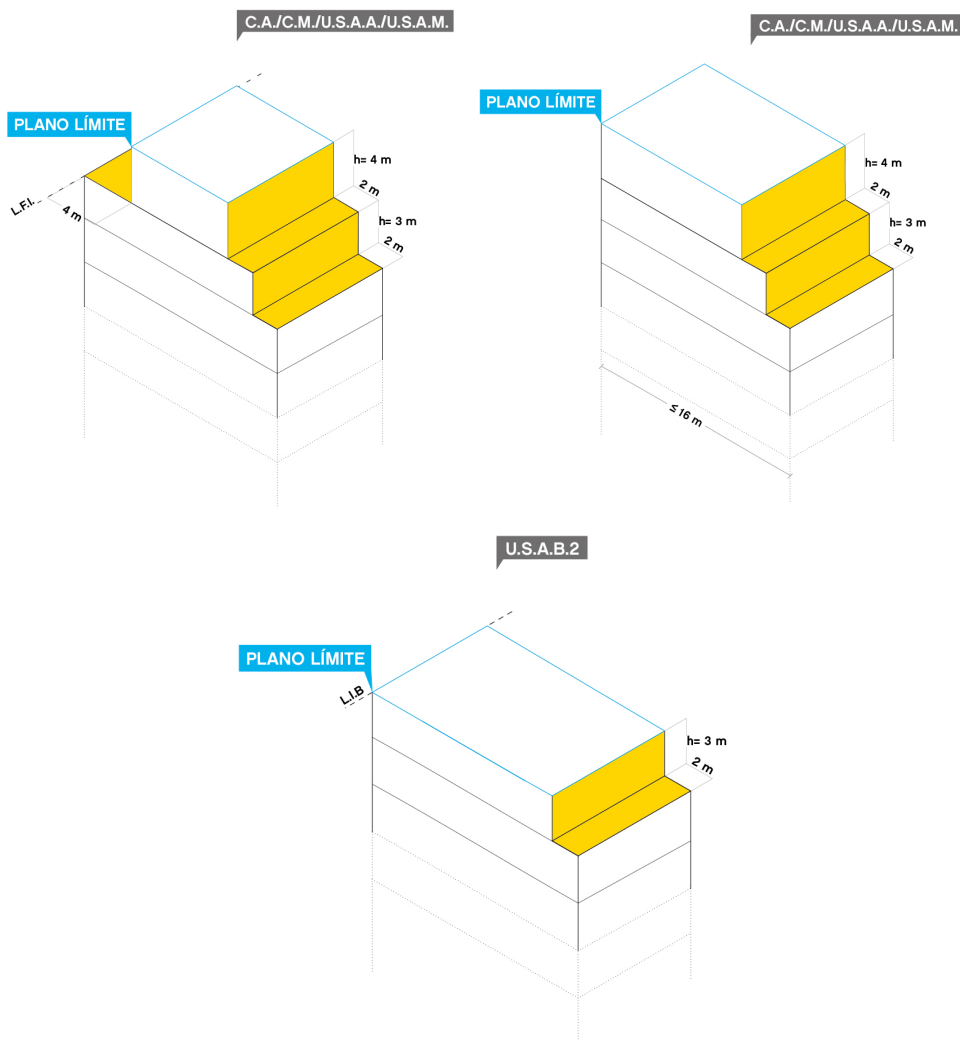 C.A./C.M./U.S.A.A./U.S.A.M.
PLANO LÍMITE
h= 4 m
2 m
L.F.I.
4 m
h= 3 m
2 m
C.A./C.M./U.S.A.A./U.S.A.M.
PLANO LÍMITE
h= 4 m
2 m
h= 3 m
2 m
≤ 16 m
U.S.A.B.2
PLANO LÍMITE
L.I.B
h= 3 m
2 m